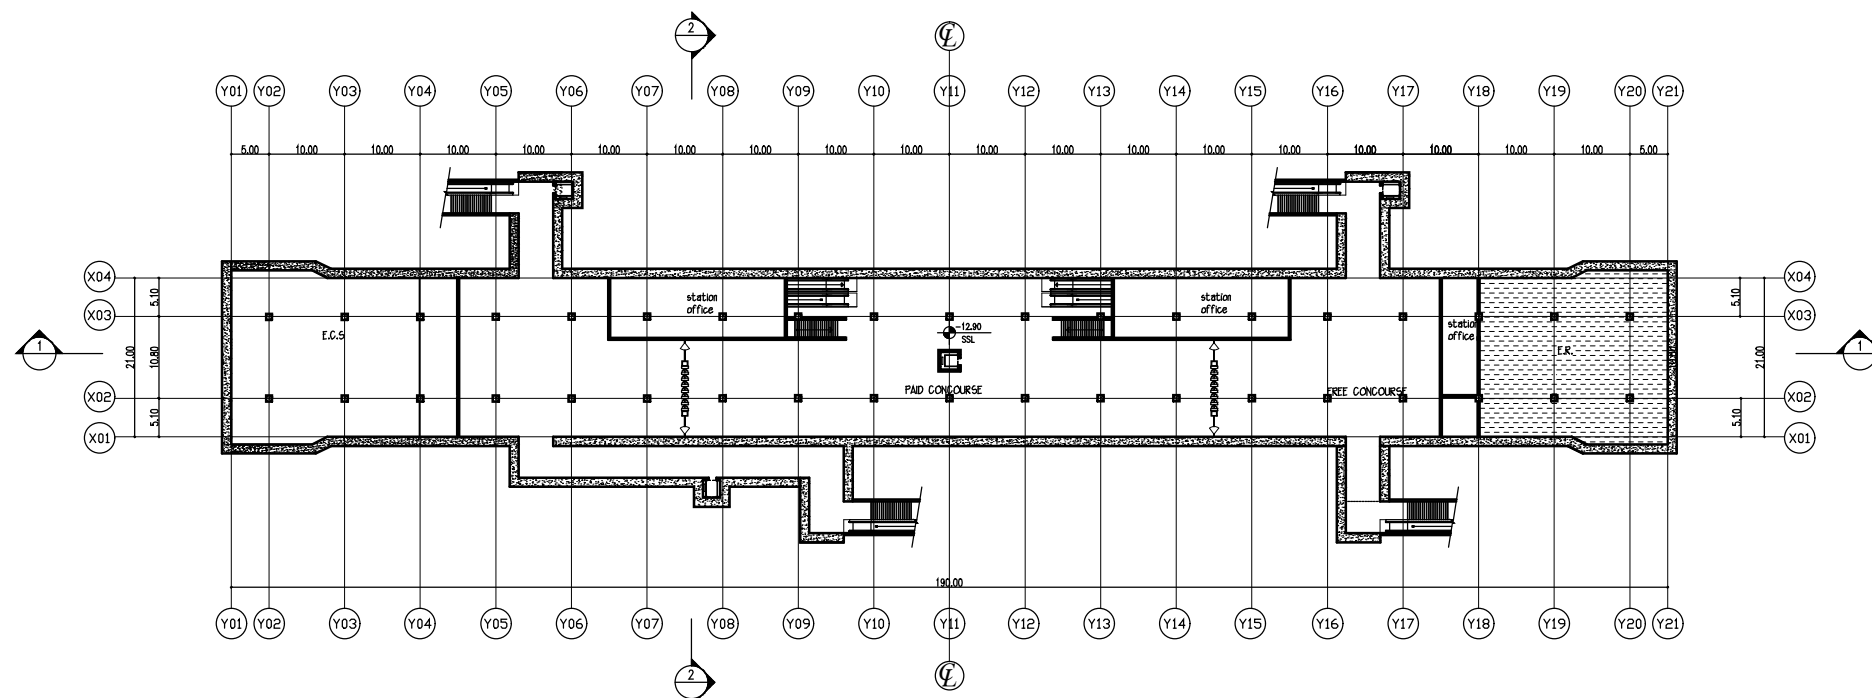 2
℄
Y01 Y02 Y03 Y04 Y05 Y06 Y07 Y08 Y09 Y10 Y11 Y12 Y13 Y14 Y15 Y16 Y17 Y18 Y19 Y20 Y21
5.00 10.00 10.00 10.00 10.00 10.00 10.00 10.00 10.00 10.00 10.00 10.00 10.00 10.00 10.00 10.00 10.00 10.00 10.00 5.00
X04 X04
5.10 5.10
station
office
station
office
X03 X03
-12.90
SSL
station
office
E.C.S
E.R.
1 1
21.00 10.80 21.00
PAID CONCOURSE FREE CONCOURSE
X02 X02
5.10 5.10
X01 X01
190.00
Y01 Y02 Y03 Y04 Y05 Y06 Y07 Y08 Y09 Y10 Y11 Y12 Y13 Y14 Y15 Y16 Y17 Y18 Y19 Y20 Y21
℄
2